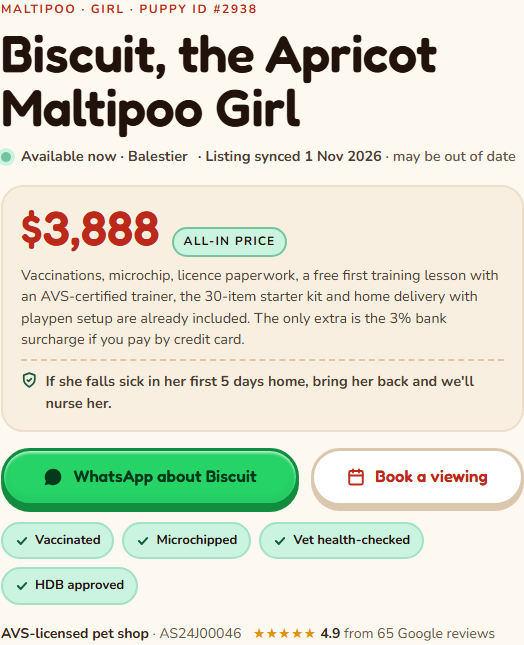 MALTIPOO · GIRL · PUPPY ID #2938
Biscuit, the Apricot
Maltipoo Girl
Available now · Balestier · Listing synced 1 Nov 2026 · may be out of date
$3,888 ALL-IN PRICE
Vaccinations, microchip, licence paperwork, a free first training lesson with
an AVS-certified trainer, the 30-item starter kit and home delivery with
playpen setup are already included. The only extra is the 3% bank
surcharge if you pay by credit card.
If she falls sick in her first 5 days home, bring her back and we'll
nurse her.
WhatsApp about Biscuit Book a viewing
Vaccinated Microchipped Vet health-checked
HDB approved
AVS-licensed pet shop · AS24J00046 ★★★★★ 4.9 from 65 Google reviews